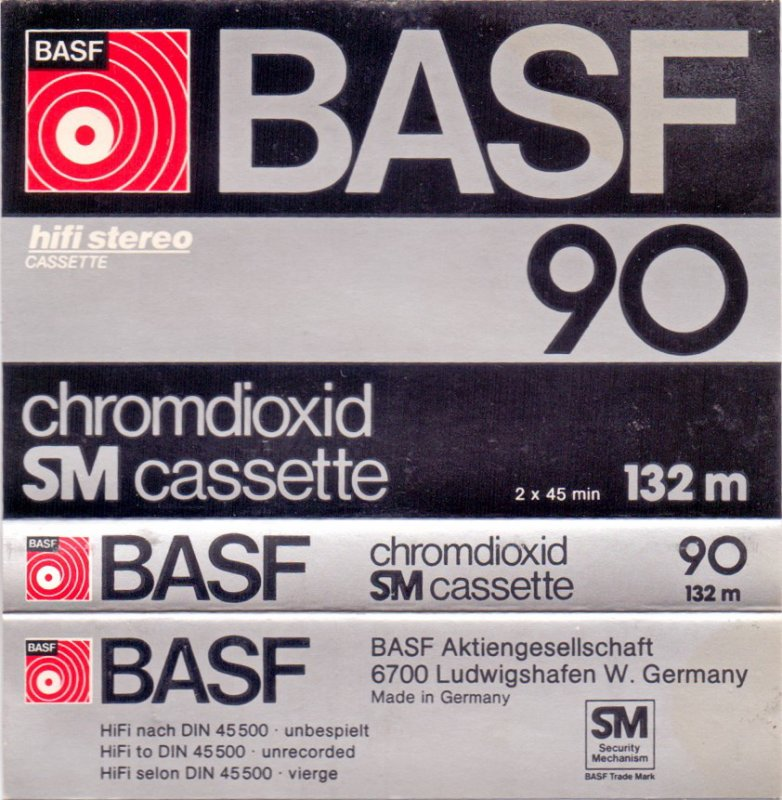 BASF
BASF
hifi stereo
CASSETTE
90
chromdioxid
SM cassette
2 x 45 min 132 m
BASF
BASF
chromdioxid
SM cassette
90
132 m
BASF
BASF
BASF Aktiengesellschaft
6700 Ludwigshafen W. Germany
Made in Germany
HiFi nach DIN 45500 · unbespielt
HiFi to DIN 45500 · unrecorded
HiFi selon DIN 45500 · vierge
SM
Security
Mechanism
BASF Trade Mark